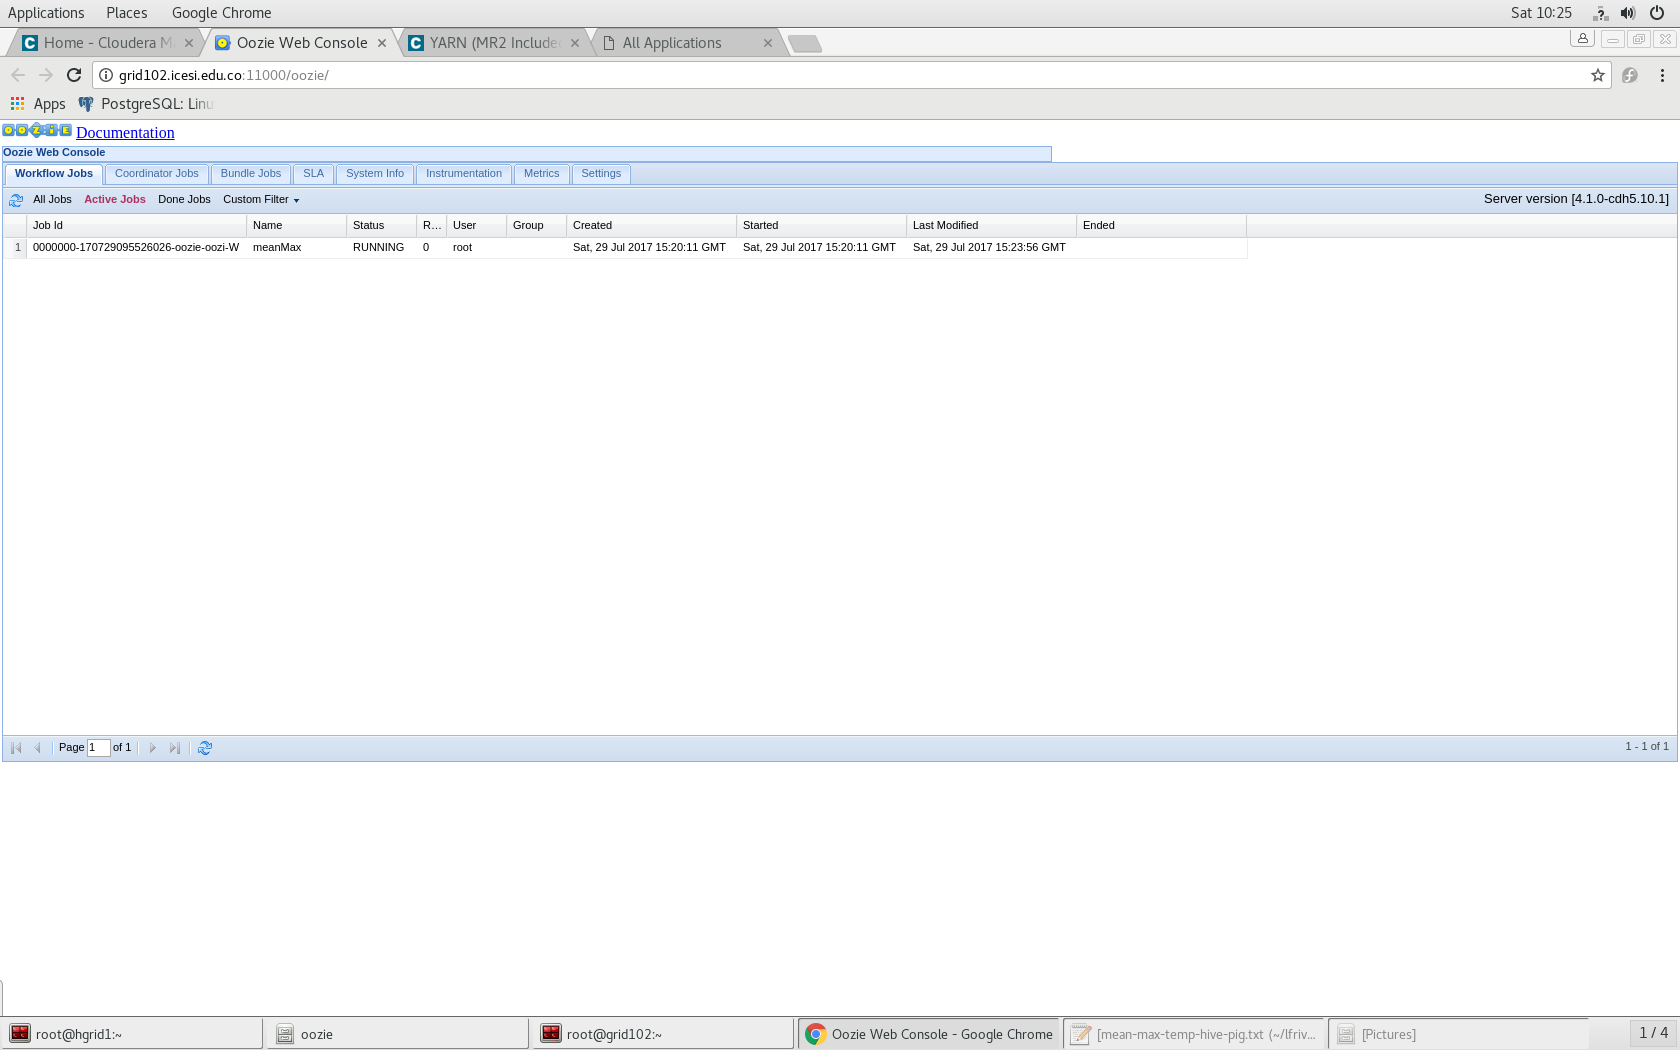 Applications Places Google Chrome Sat 10:25
Home - Cloudera M Oozie Web Console YARN (MR2 Include All Applications
grid102.icesi.edu.co:11000/oozie/
Apps PostgreSQL: Linu
OOZIE Documentation
Oozie Web Console
Workflow Jobs Coordinator Jobs Bundle Jobs SLA System Info Instrumentation Metrics Settings
All Jobs Active Jobs Done Jobs Custom Filter Server version [4.1.0-cdh5.10.1]
Job Id Name Status R... User Group Created Started Last Modified Ended
1 0000000-170729095526026-oozie-oozi-W meanMax RUNNING 0 root Sat, 29 Jul 2017 15:20:11 GMT Sat, 29 Jul 2017 15:20:11 GMT Sat, 29 Jul 2017 15:23:56 GMT
Page 1 of 1 1 - 1 of 1
root@hgrid1:~ oozie root@grid102:~ Oozie Web Console - Google Chrome [mean-max-temp-hive-pig.txt (~/lfriv... [Pictures] 1 / 4